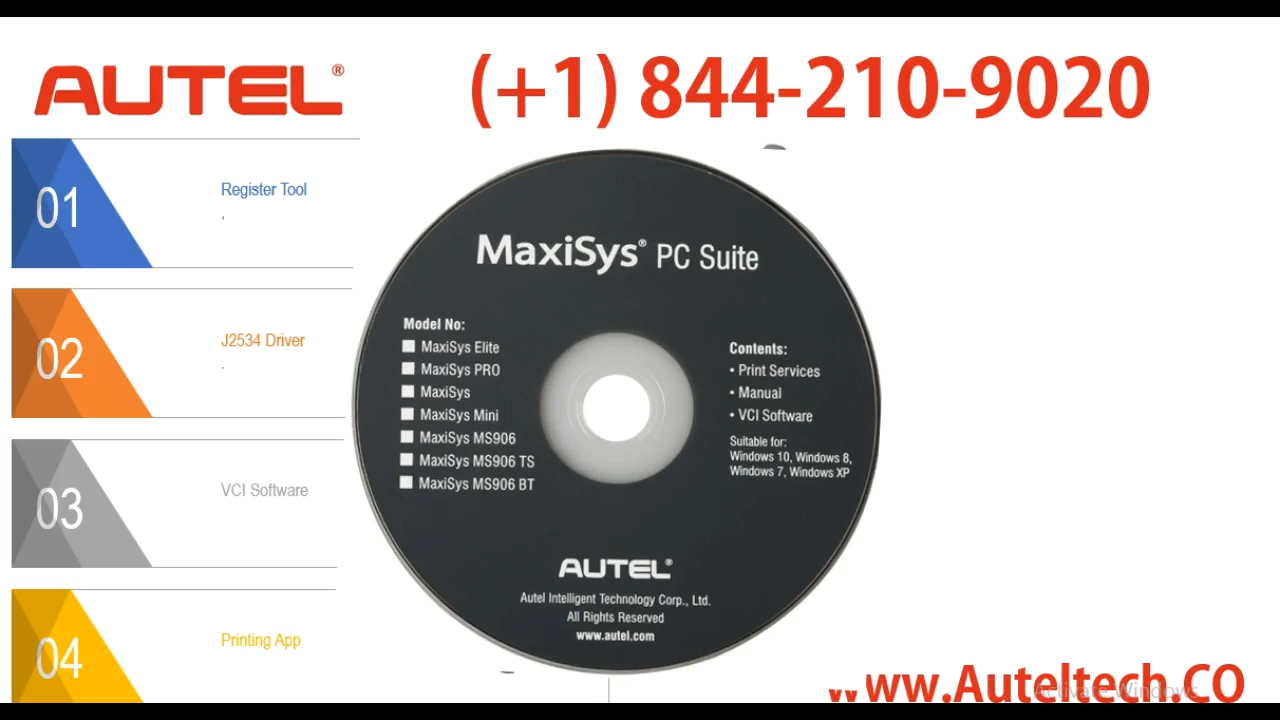 AUTEL®
(+1) 844-210-9020
01
Register Tool
02
J2534 Driver
03
VCI Software
04
Printing App
MaxiSys® PC Suite
Model No:
MaxiSys Elite
MaxiSys PRO
MaxiSys
MaxiSys Mini
MaxiSys MS906
MaxiSys MS906 TS
MaxiSys MS906 BT
Contents:
• Print Services
• Manual
• VCI Software
Suitable for:
Windows 10, Windows 8,
Windows 7, Windows XP
AUTEL®
Autel Intelligent Technology Corp., Ltd.
All Rights Reserved
www.autel.com
www.Auteltech.CO
Activate Windows